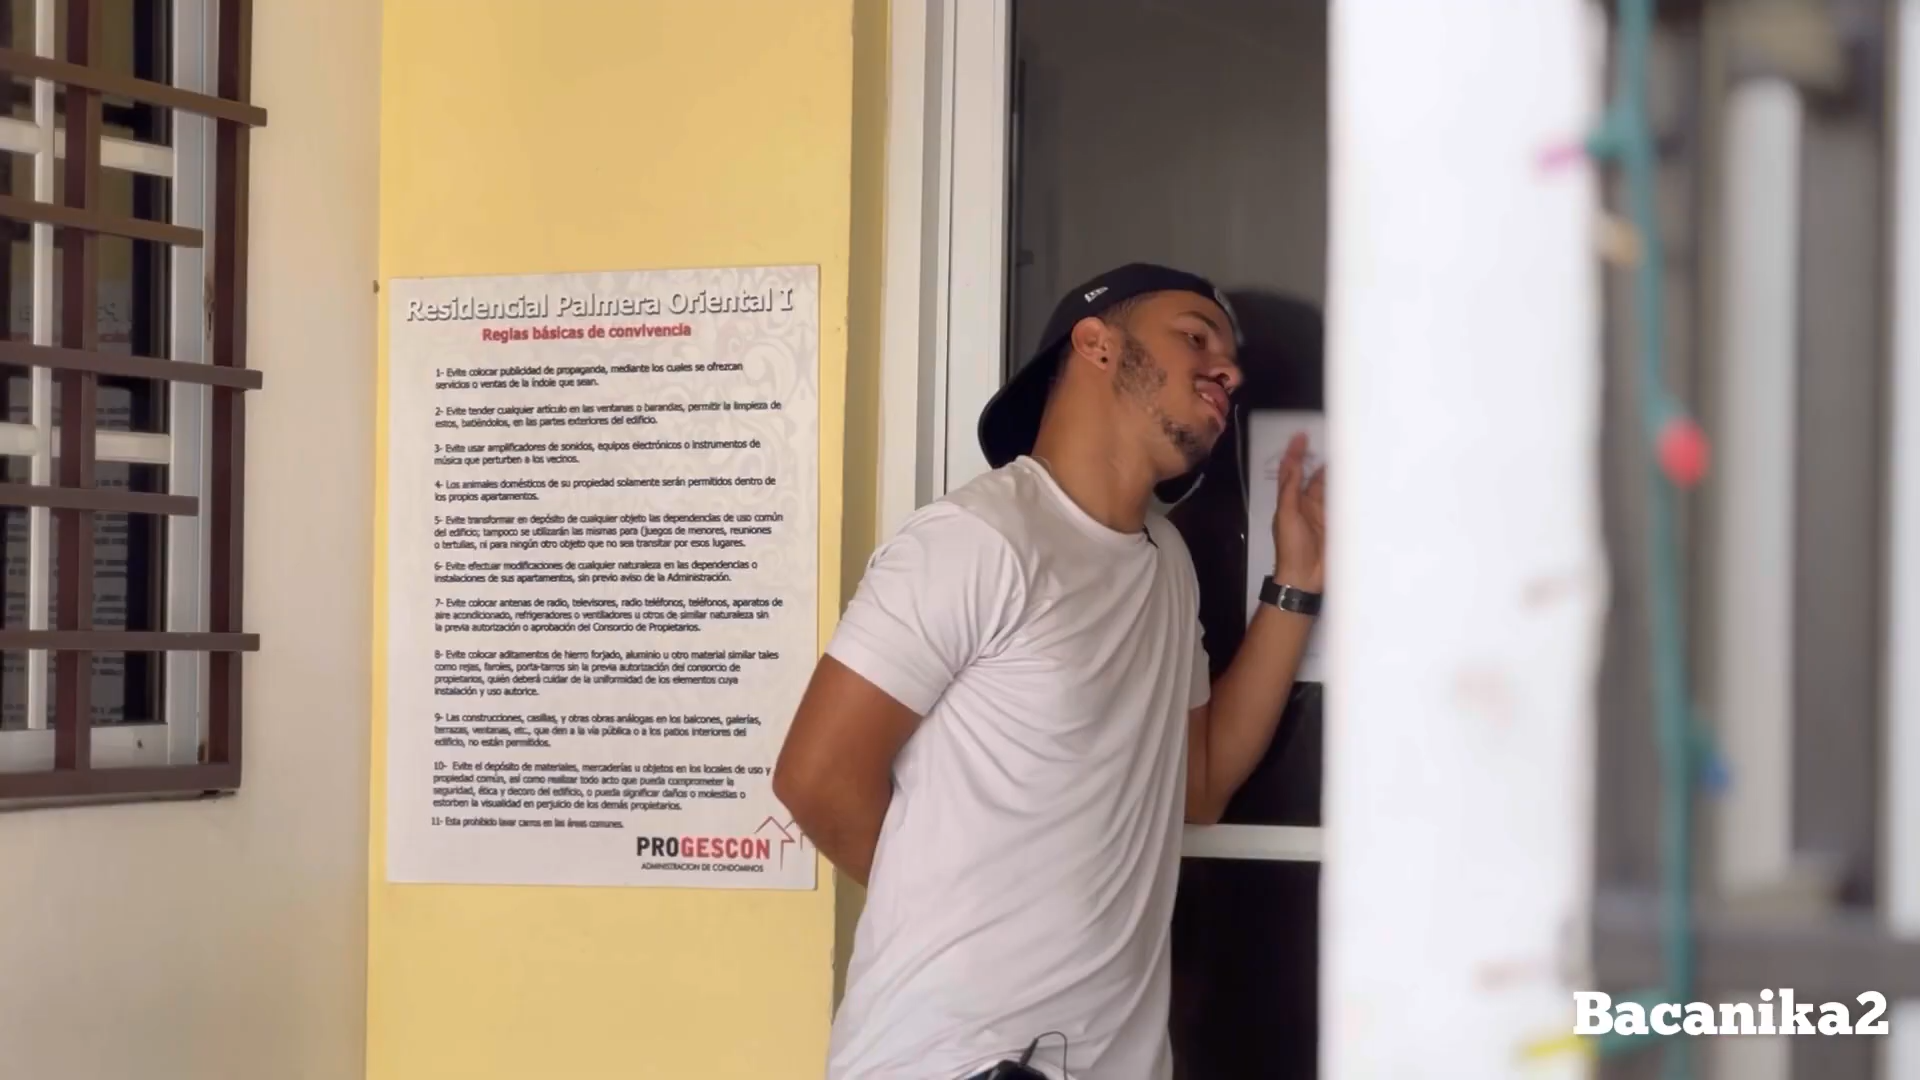 Residencial Palmera Oriental I
Reglas básicas de convivencia
1- Evite colocar publicidad de propaganda, mediante los cuales se ofrezcan
servicios o ventas de la índole que sean.
2- Evite tender cualquier artículo en las ventanas o barandas, permitir la limpieza de
estos, batiéndolos, en las partes exteriores del edificio.
3- Evite usar amplificadores de sonidos, equipos electrónicos o instrumentos de
música que perturben a los vecinos.
4- Los animales domésticos de su propiedad solamente serán permitidos dentro de
los propios apartamentos.
5- Evite transformar en depósito de cualquier objeto las dependencias de uso común
del edificio; tampoco se utilizarán las mismas para (juegos de menores, reuniones
o tertulias, ni para ningún otro objeto que no sea transitar por esos lugares.
6- Evite efectuar modificaciones de cualquier naturaleza en las dependencias o
instalaciones de sus apartamentos, sin previo aviso de la Administración.
7- Evite colocar antenas de radio, televisores, radio teléfonos, teléfonos, aparatos de
aire acondicionado, refrigeradores o ventiladores u otros de similar naturaleza sin
la previa autorización o aprobación del Consorcio de Propietarios.
8- Evite colocar aditamentos de hierro forjado, aluminio u otro material similar tales
como rejas, faroles, porta-tarros sin la previa autorización del consorcio de
propietarios, quién deberá cuidar de la uniformidad de los elementos cuya
instalación y uso autorice.
9- Las construcciones, casillas, y otras obras análogas en los balcones, galerías,
terrazas, ventanas, etc., que den a la vía pública o a los patios interiores del
edificio, no están permitidos.
10- Evite el depósito de materiales, mercaderías u objetos en los locales de uso y
propiedad común, así como realizar todo acto que pueda comprometer la
seguridad, ética y decoro del edificio, o pueda significar daños o molestias o
estorben la visualidad en perjuicio de los demás propietarios.
11- Esta prohibido lavar carros en las áreas comunes.
PROGESCON
ADMINISTRACION DE CONDOMINOS
Bacanika2